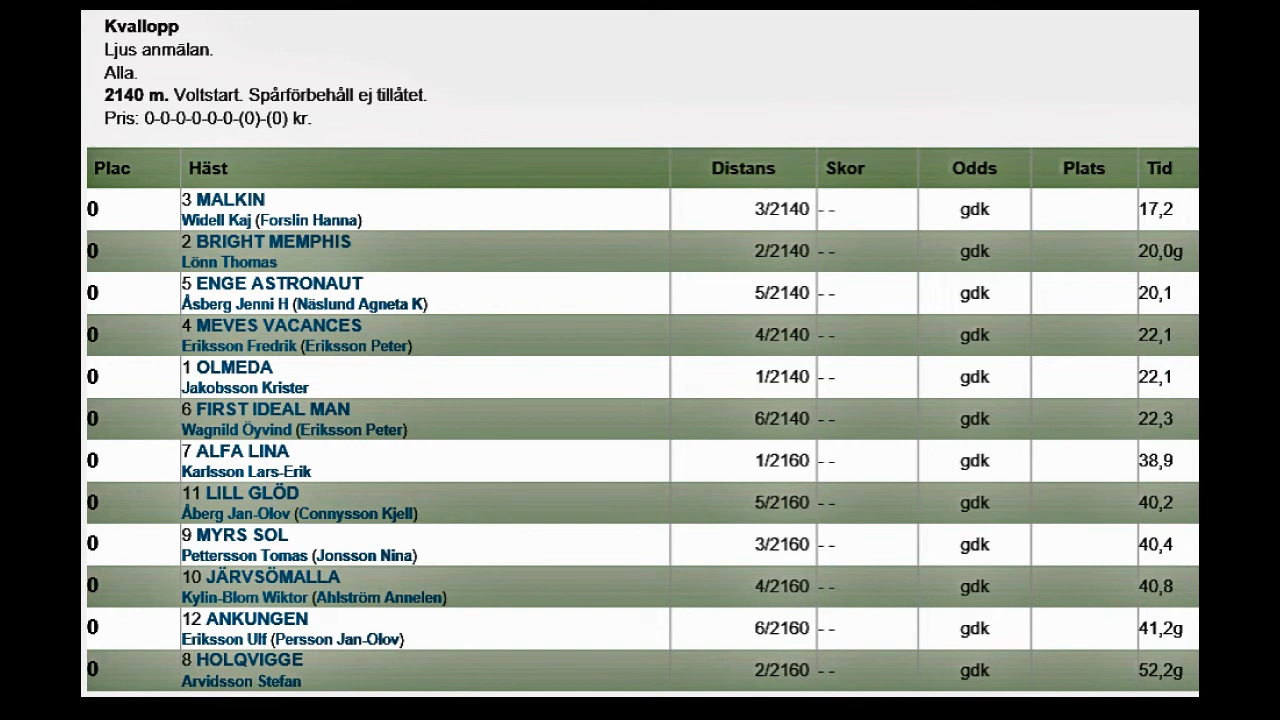 Kvallopp
Ljus anmälan.
Alla.
2140 m. Voltstart. Spårförbehåll ej tillåtet.
Pris: 0-0-0-0-0-0-(0)-(0) kr.
Plac Häst Distans Skor Odds Plats Tid
0 3 MALKIN 3/2140 - - gdk 17,2
Widell Kaj (Forslin Hanna)
0 2 BRIGHT MEMPHIS 2/2140 - - gdk 20,0g
Lönn Thomas
0 5 ENGE ASTRONAUT 5/2140 - - gdk 20,1
Åsberg Jenni H (Näslund Agneta K)
0 4 MEVES VACANCES 4/2140 - - gdk 22,1
Eriksson Fredrik (Eriksson Peter)
0 1 OLMEDA 1/2140 - - gdk 22,1
Jakobsson Krister
0 6 FIRST IDEAL MAN 6/2140 - - gdk 22,3
Wagnild Öyvind (Eriksson Peter)
0 7 ALFA LINA 1/2160 - - gdk 38,9
Karlsson Lars-Erik
0 11 LILL GLÖD 5/2160 - - gdk 40,2
Åberg Jan-Olov (Connysson Kjell)
0 9 MYRS SOL 3/2160 - - gdk 40,4
Pettersson Tomas (Jonsson Nina)
0 10 JÄRVSÖMALLA 4/2160 - - gdk 40,8
Kylin-Blom Wiktor (Ahlström Annelen)
0 12 ANKUNGEN 6/2160 - - gdk 41,2g
Eriksson Ulf (Persson Jan-Olov)
0 8 HOLQVIGGE 2/2160 - - gdk 52,2g
Arvidsson Stefan